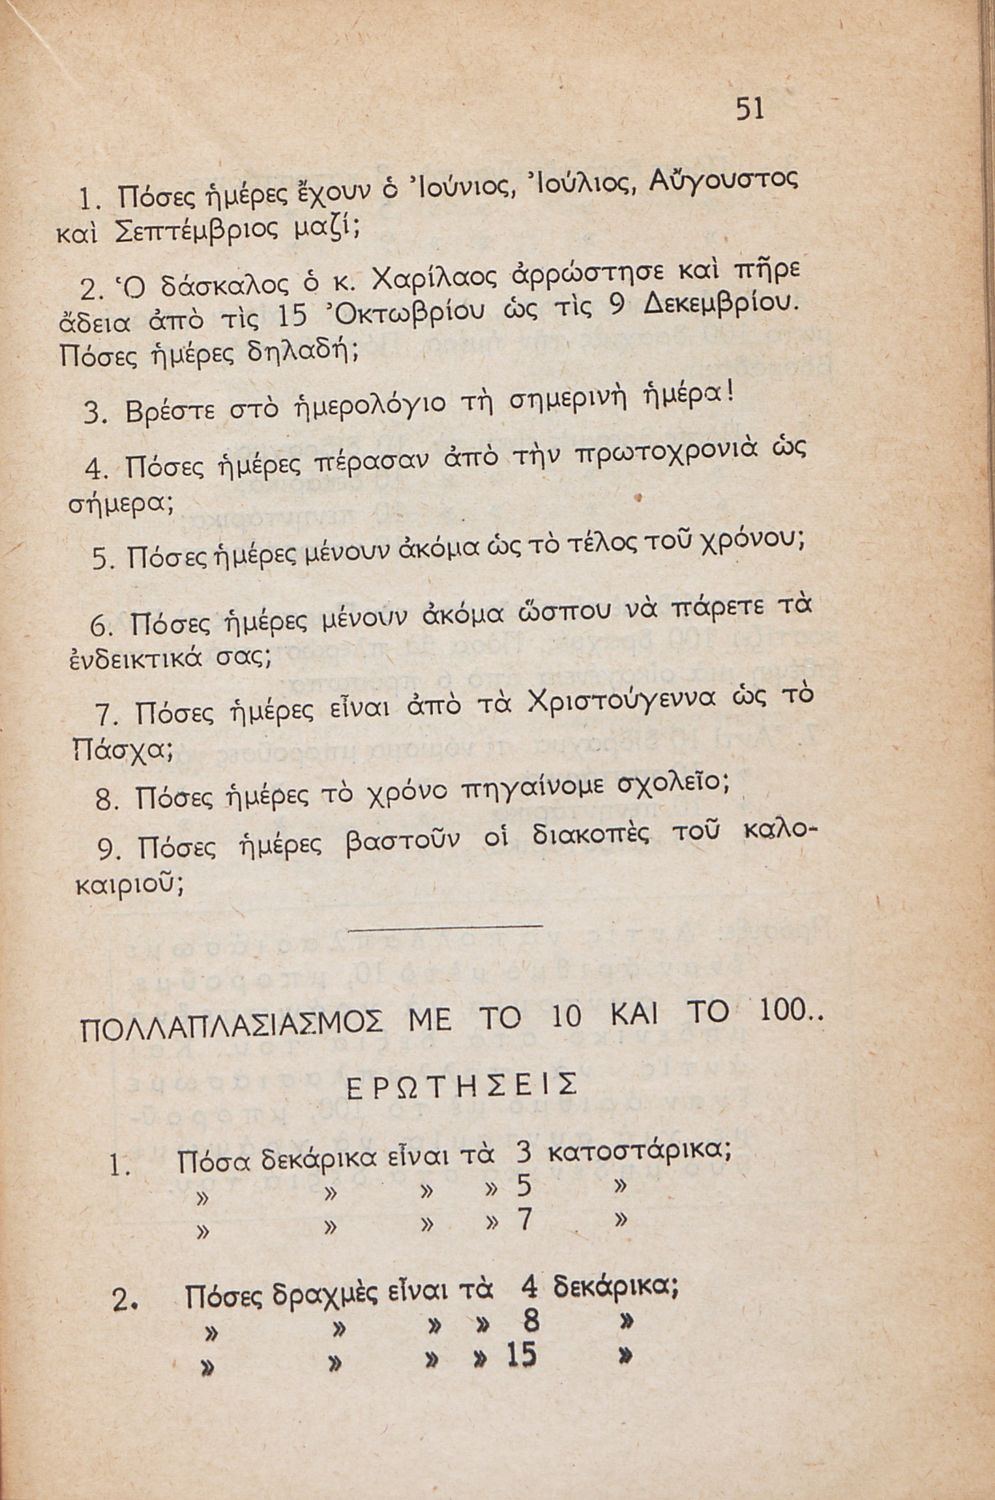 51
1. Πόσες ἡμέρες ἔχουν ὁ Ἰούνιος, Ἰούλιος, Αὔγουστος
καὶ Σεπτέμβριος μαζί;
2. Ὁ δάσκαλος ὁ κ. Χαρίλαος ἀρρώστησε καὶ πῆρε
ἄδεια ἀπὸ τὶς 15 Ὀκτωβρίου ὡς τὶς 9 Δεκεμβρίου.
Πόσες ἡμέρες δηλαδή;
3. Βρέστε στὸ ἡμερολόγιο τὴ σημερινὴ ἡμέρα!
4. Πόσες ἡμέρες πέρασαν ἀπὸ τὴν πρωτοχρονιὰ ὡς
σήμερα;
5. Πόσες ἡμέρες μένουν ἀκόμα ὡς τὸ τέλος τοῦ χρόνου;
6. Πόσες ἡμέρες μένουν ἀκόμα ὥσπου νὰ πάρετε τὰ
ἐνδεικτικά σας;
7. Πόσες ἡμέρες εἶναι ἀπὸ τὰ Χριστούγεννα ὡς τὸ
Πάσχα;
8. Πόσες ἡμέρες τὸ χρόνο πηγαίνομε σχολεῖο;
9. Πόσες ἡμέρες βαστοῦν οἱ διακοπὲς τοῦ καλο-
καιριοῦ;
ΠΟΛΛΑΠΛΑΣΙΑΣΜΟΣ ΜΕ ΤΟ 10 ΚΑΙ ΤΟ 100..
ΕΡΩΤΗΣΕΙΣ
1. Πόσα δεκάρικα εἶναι τὰ 3 κατοστάρικα;
» » » » 5 »
» » » » 7 »
2. Πόσες δραχμὲς εἶναι τὰ 4 δεκάρικα;
» » » » 8 »
» » » » 15 »